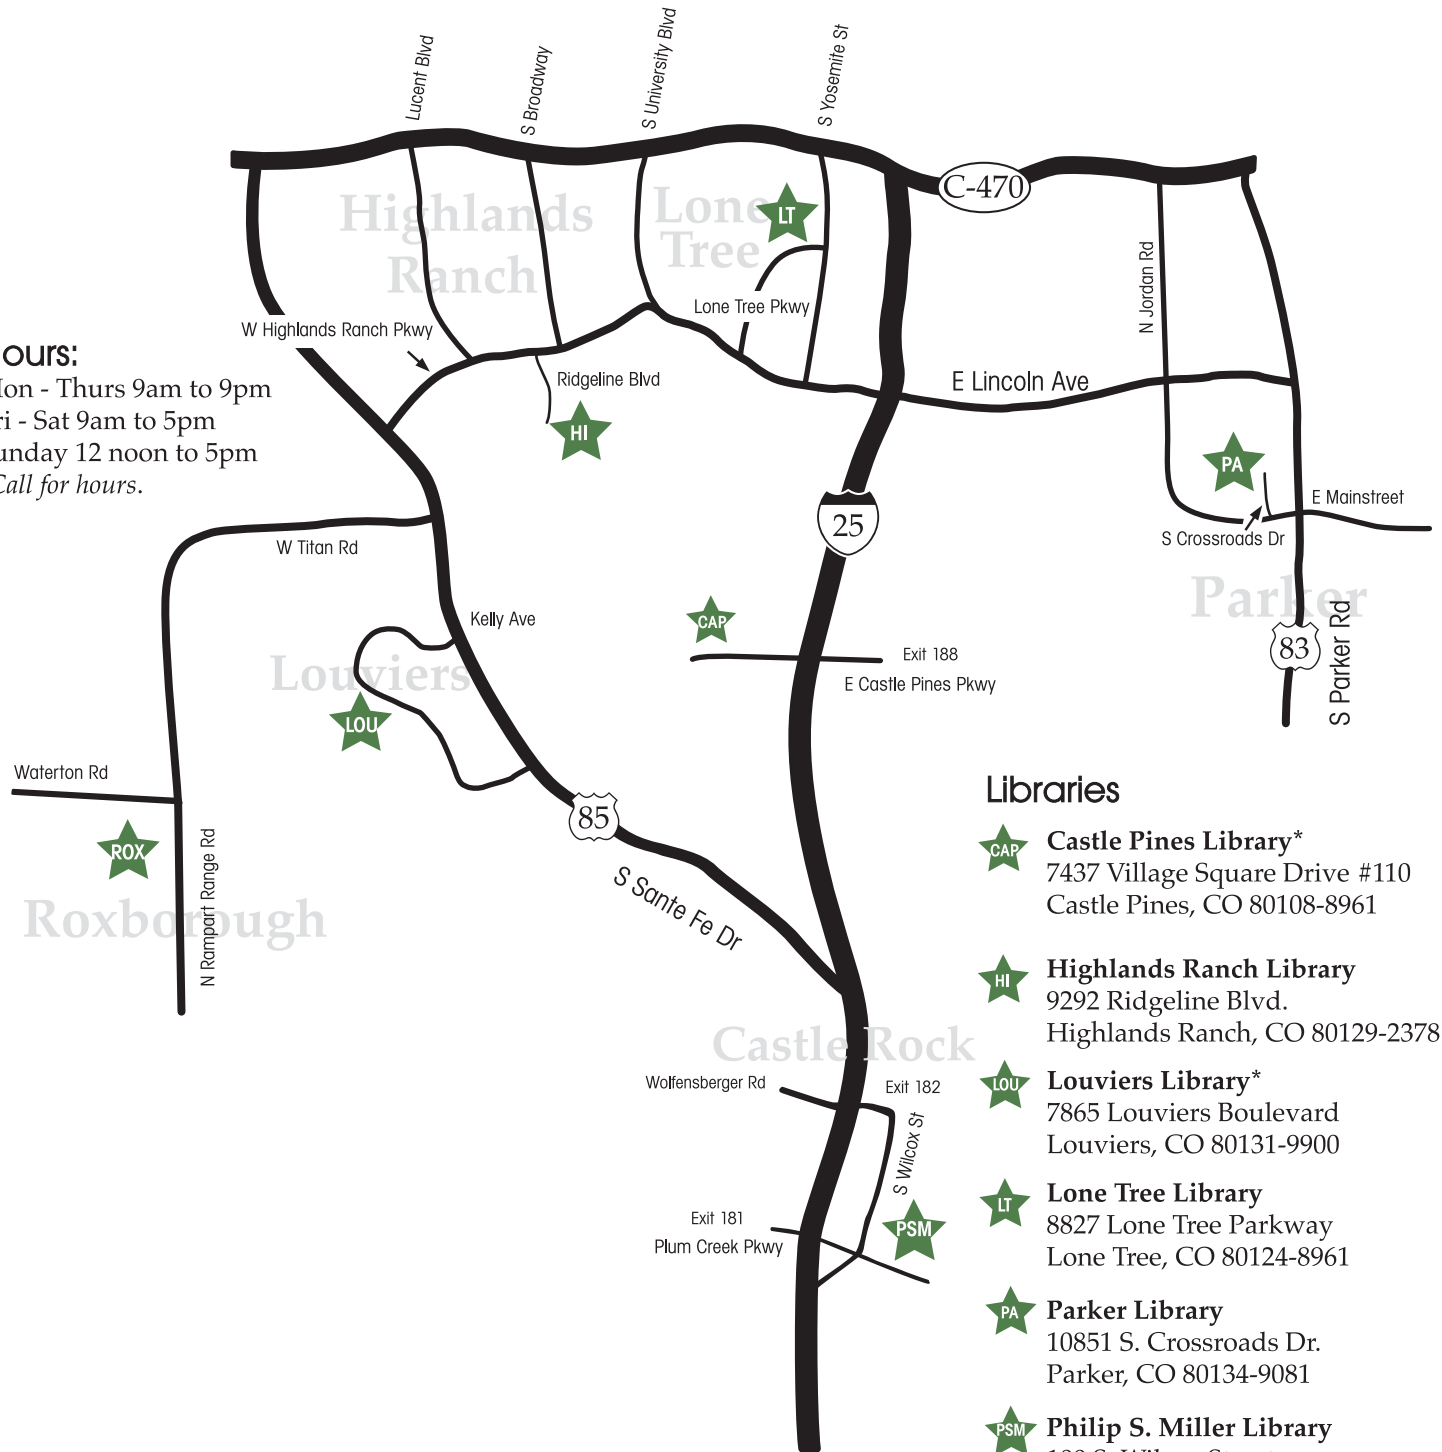 Lucent Blvd
S Broadway
S University Blvd
S Yosemite St
C-470
Highlands
Ranch
Lone
Tree
LT
N Jordan Rd
W Highlands Ranch Pkwy
Lone Tree Pkwy
Ridgeline Blvd
HI
E Lincoln Ave
ours:
on - Thurs 9am to 9pm
ri - Sat 9am to 5pm
unday 12 noon to 5pm
Call for hours.
PA
E Mainstreet
S Crossroads Dr
25
W Titan Rd
Parker
83
S Parker Rd
Kelly Ave
CAP
Exit 188
E Castle Pines Pkwy
Louviers
LOU
Waterton Rd
ROX
N Rampart Range Rd
Roxborough
85
S Sante Fe Dr
Castle Rock
Wolfensberger Rd
Exit 182
S Wilcox St
Exit 181
Plum Creek Pkwy
PSM
Libraries
CAP Castle Pines Library*
7437 Village Square Drive #110
Castle Pines, CO 80108-8961
HI Highlands Ranch Library
9292 Ridgeline Blvd.
Highlands Ranch, CO 80129-2378
LOU Louviers Library*
7865 Louviers Boulevard
Louviers, CO 80131-9900
LT Lone Tree Library
8827 Lone Tree Parkway
Lone Tree, CO 80124-8961
PA Parker Library
10851 S. Crossroads Dr.
Parker, CO 80134-9081
PSM Philip S. Miller Library